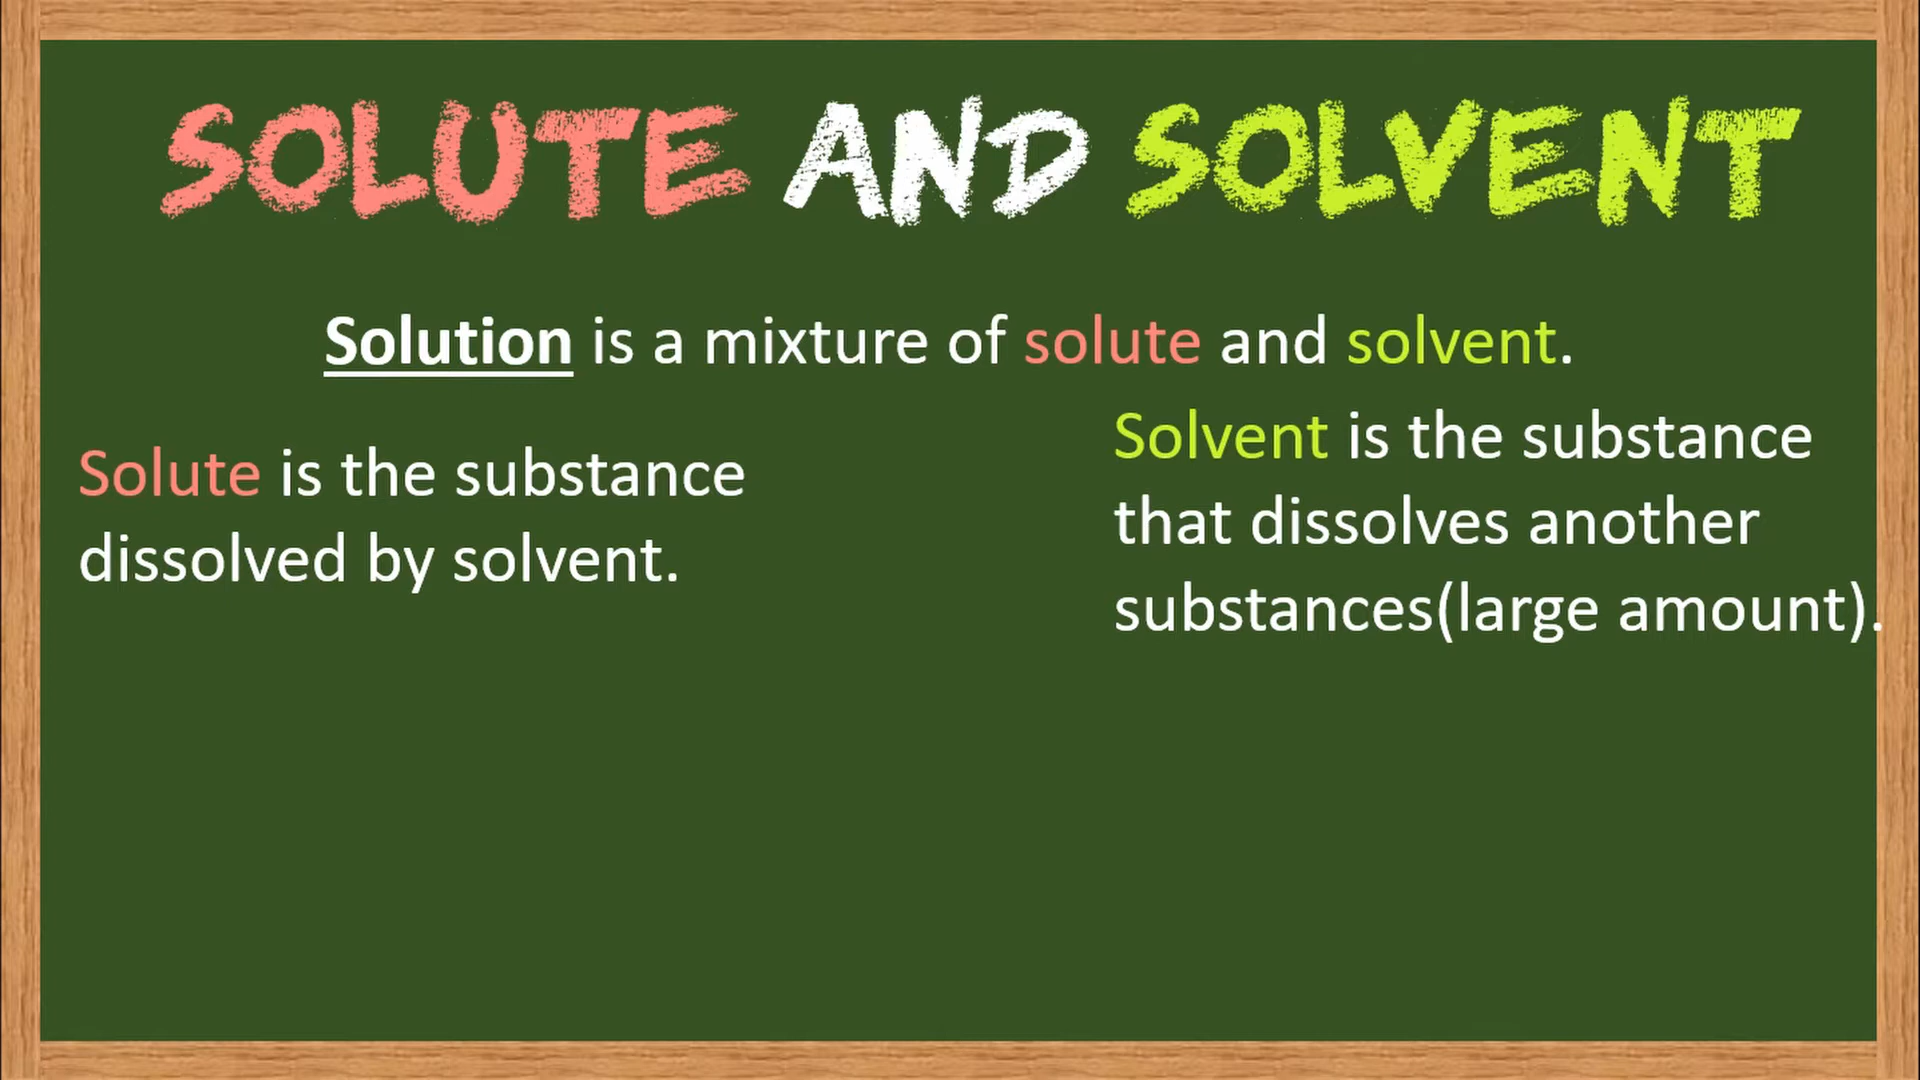 SOLUTE AND SOLVENT
Solution is a mixture of solute and solvent.
Solute is the substance
dissolved by solvent.
Solvent is the substance
that dissolves another
substances(large amount).